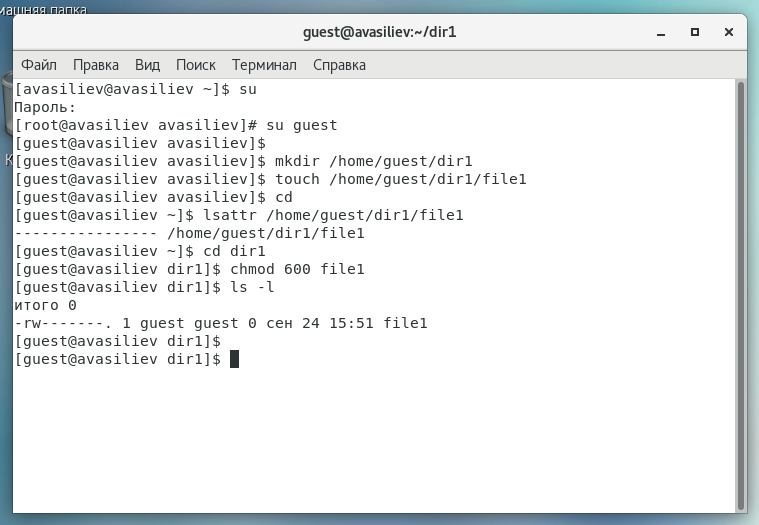 машняя папка
guest@avasiliev:~/dir1
Файл Правка Вид Поиск Терминал Справка
[avasiliev@avasiliev ~]$ su
Пароль:
[root@avasiliev avasiliev]# su guest
[guest@avasiliev avasiliev]$
[guest@avasiliev avasiliev]$ mkdir /home/guest/dir1
[guest@avasiliev avasiliev]$ touch /home/guest/dir1/file1
[guest@avasiliev avasiliev]$ cd
[guest@avasiliev ~]$ lsattr /home/guest/dir1/file1
---------------- /home/guest/dir1/file1
[guest@avasiliev ~]$ cd dir1
[guest@avasiliev dir1]$ chmod 600 file1
[guest@avasiliev dir1]$ ls -l
итого 0
-rw-------. 1 guest guest 0 сен 24 15:51 file1
[guest@avasiliev dir1]$
[guest@avasiliev dir1]$